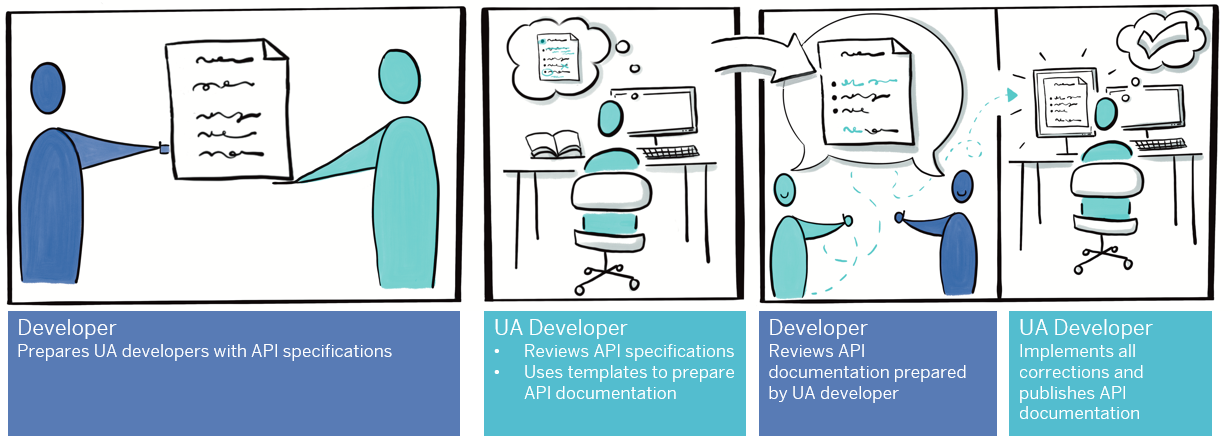 Developer
Prepares UA developers with API specifications
UA Developer
• Reviews API specifications
• Uses templates to prepare
API documentation
Developer
Reviews API
documentation prepared
by UA developer
UA Developer
Implements all
corrections and
publishes API
documentation